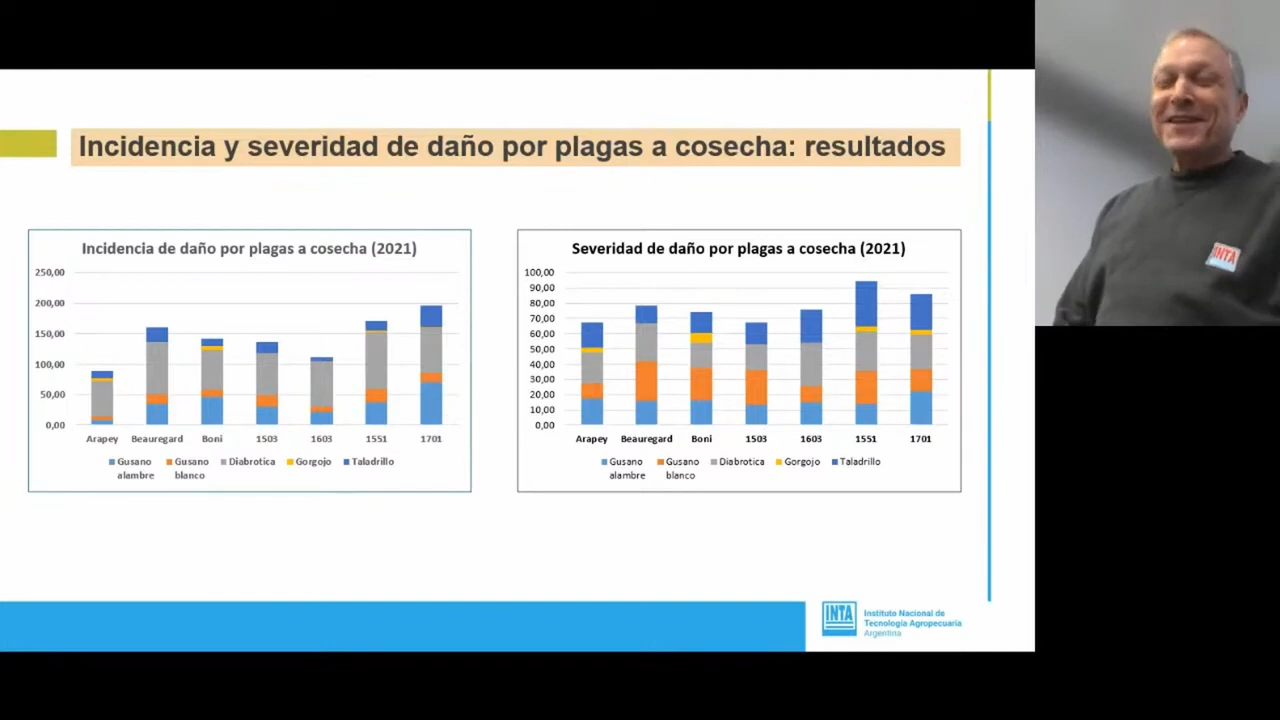 Incidencia y severidad de daño por plagas a cosecha: resultados
Incidencia de daño por plagas a cosecha (2021)
250,00
200,00
150,00
100,00
50,00
0,00
Arapey Beauregard Boni 1503 1603 1551 1701
Gusano alambre Gusano blanco Diabrotica Gorgojo Taladrillo
Severidad de daño por plagas a cosecha (2021)
100,00
90,00
80,00
70,00
60,00
50,00
40,00
30,00
20,00
10,00
0,00
Arapey Beauregard Boni 1503 1603 1551 1701
Gusano alambre Gusano blanco Diabrotica Gorgojo Taladrillo
INTA
Instituto Nacional de
Tecnología Agropecuaria
Argentina
INTA